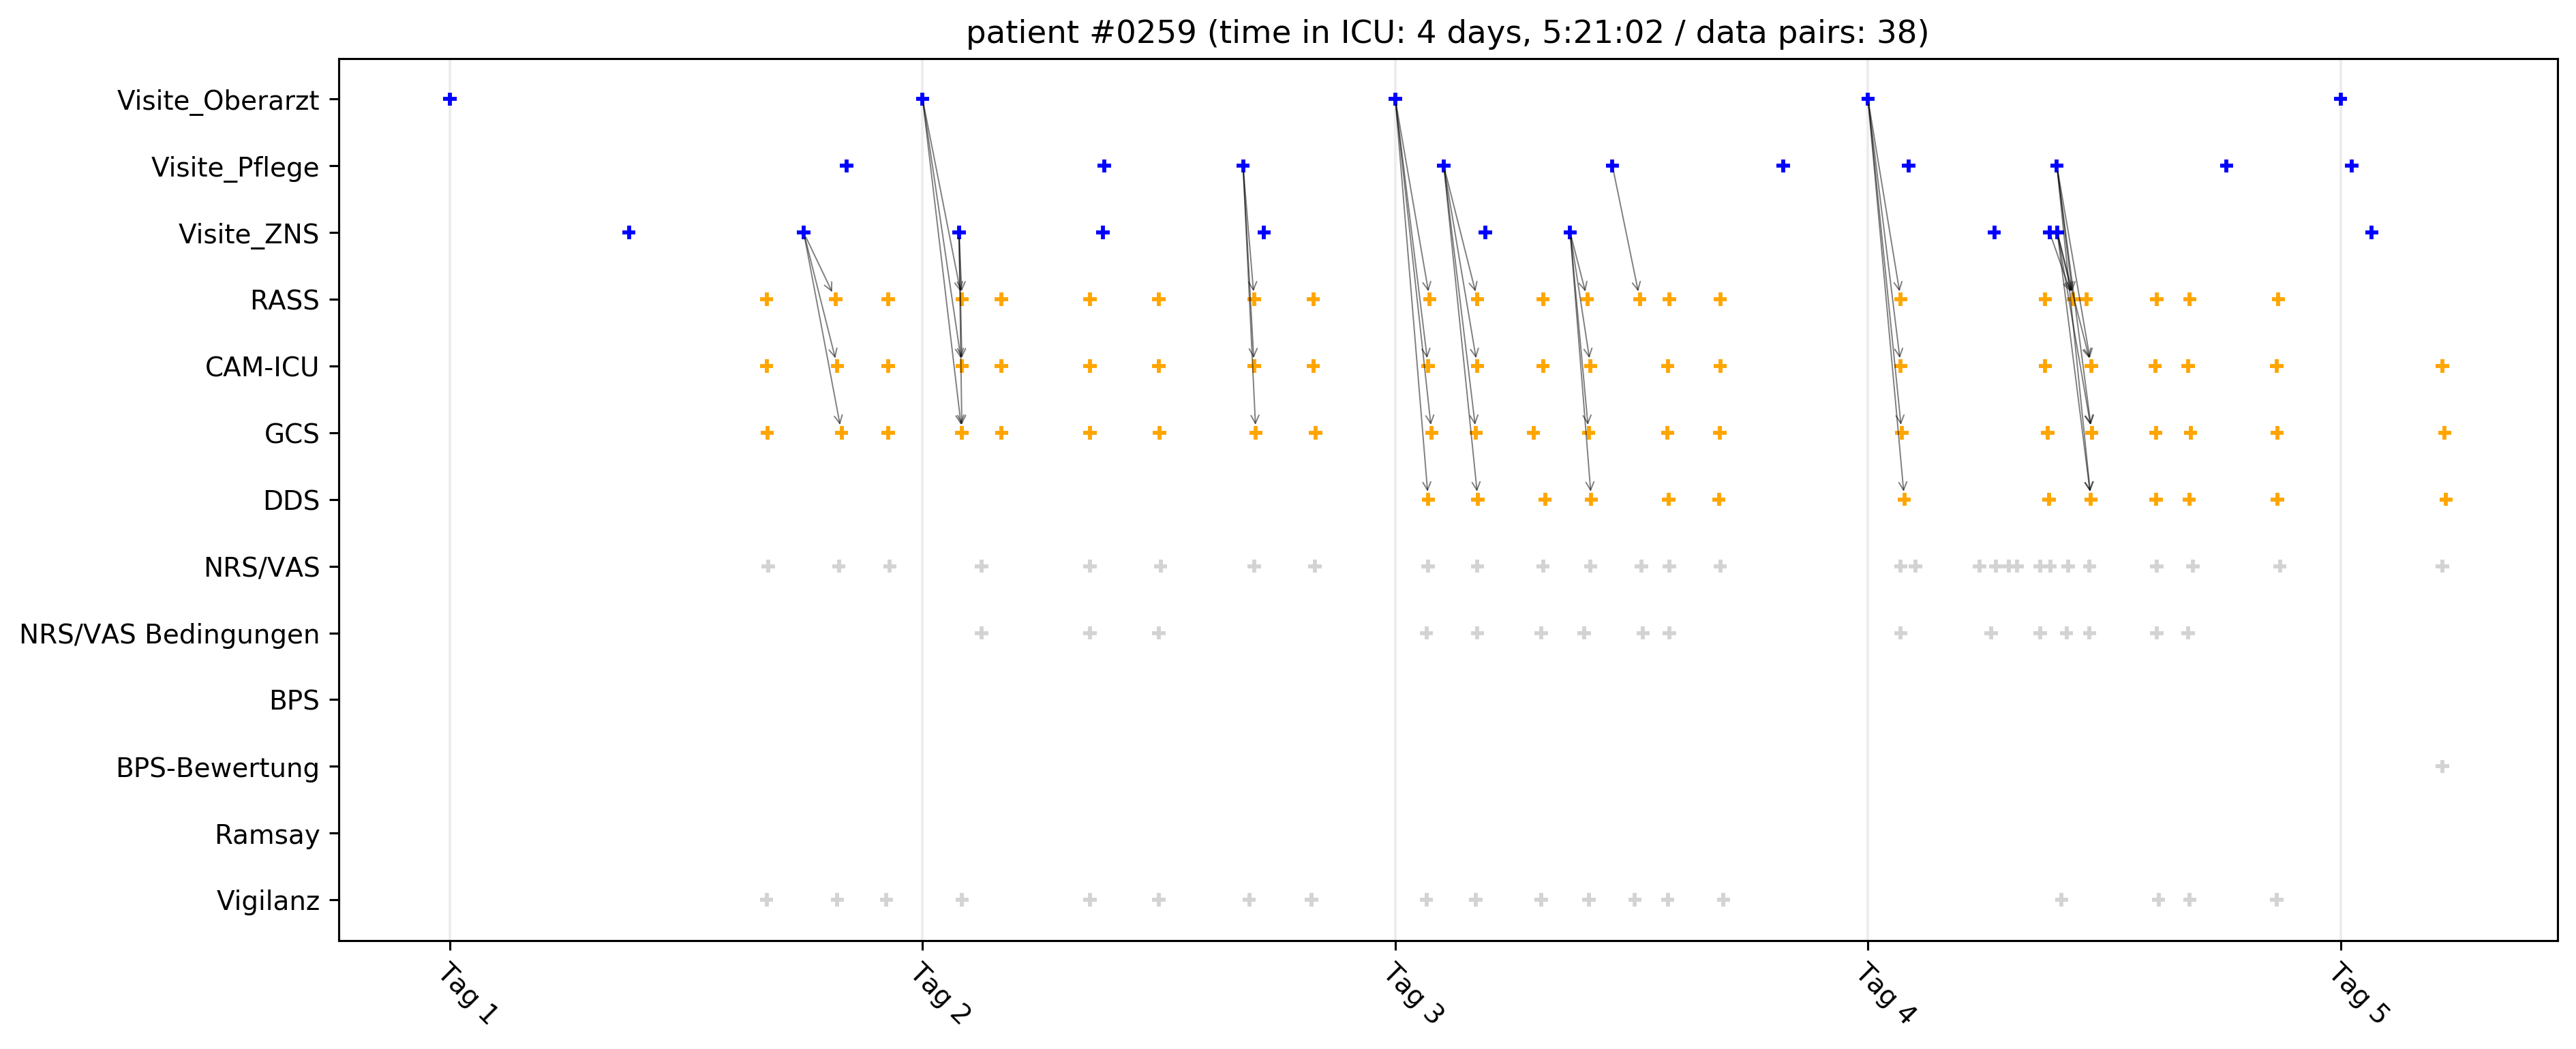 patient #0259 (time in ICU: 4 days, 5:21:02 / data pairs: 38)
Visite_Oberarzt
Visite_Pflege
Visite_ZNS
RASS
CAM-ICU
GCS
DDS
NRS/VAS
NRS/VAS Bedingungen
BPS
BPS-Bewertung
Ramsay
Vigilanz
Tag 1
Tag 2
Tag 3
Tag 4
Tag 5